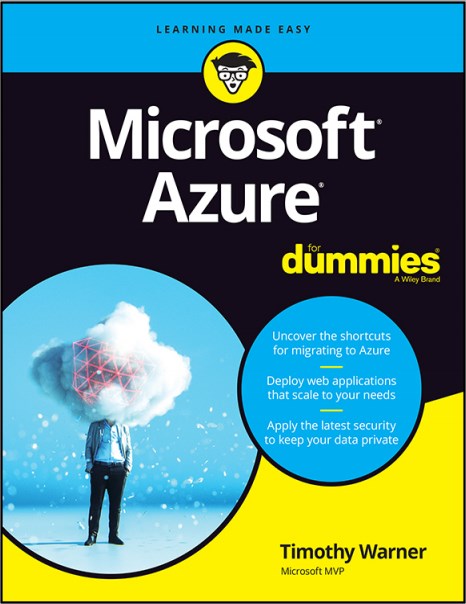 LEARNING MADE EASY
Microsoft®
Azure®
for
dummies®
A Wiley Brand
Uncover the shortcuts
for migrating to Azure
Deploy web applications
that scale to your needs
Apply the latest security
to keep your data private
Timothy Warner
Microsoft MVP